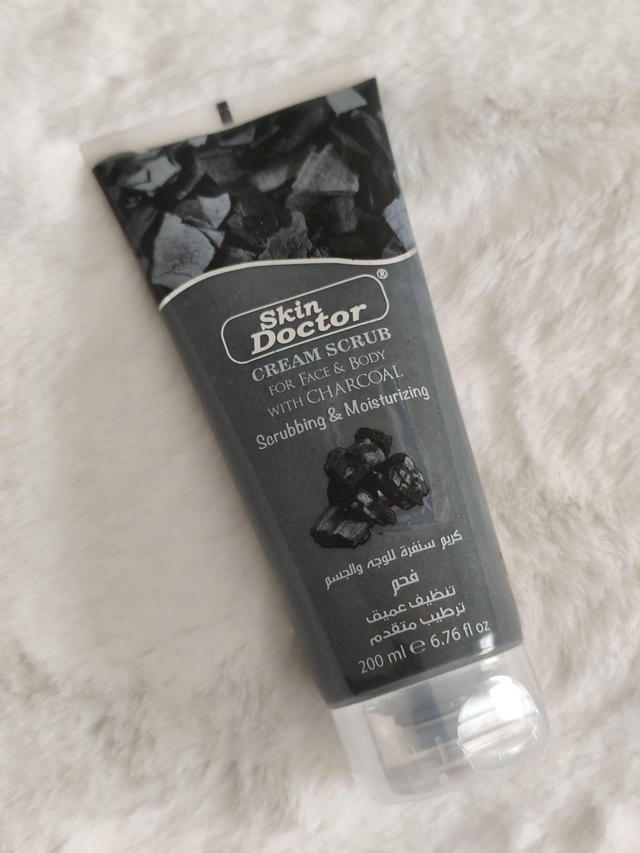 Skin
Doctor®
CREAM SCRUB
FOR FACE & BODY
WITH CHARCOAL
Scrubbing & Moisturizing
كريم سنفرة للوجه والجسم
فحم
تنظيف عميق
ترطيب متقدم
200 ml ℮ 6.76 fl oz